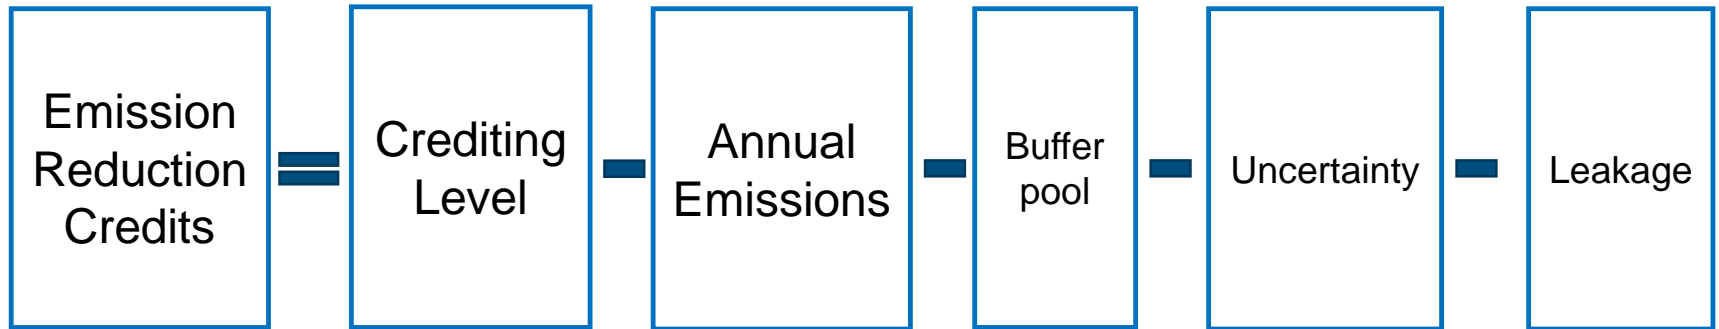 Emission
Reduction
Credits
Crediting
Level
Annual
Emissions
Buffer
pool
Uncertainty
Leakage